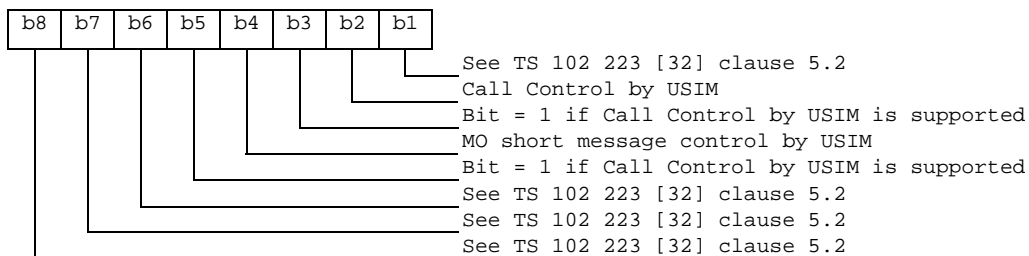 b8 b7 b6 b5 b4 b3 b2 b1
See TS 102 223 [32] clause 5.2
Call Control by USIM
Bit = 1 if Call Control by USIM is supported
MO short message control by USIM
Bit = 1 if Call Control by USIM is supported
See TS 102 223 [32] clause 5.2
See TS 102 223 [32] clause 5.2
See TS 102 223 [32] clause 5.2